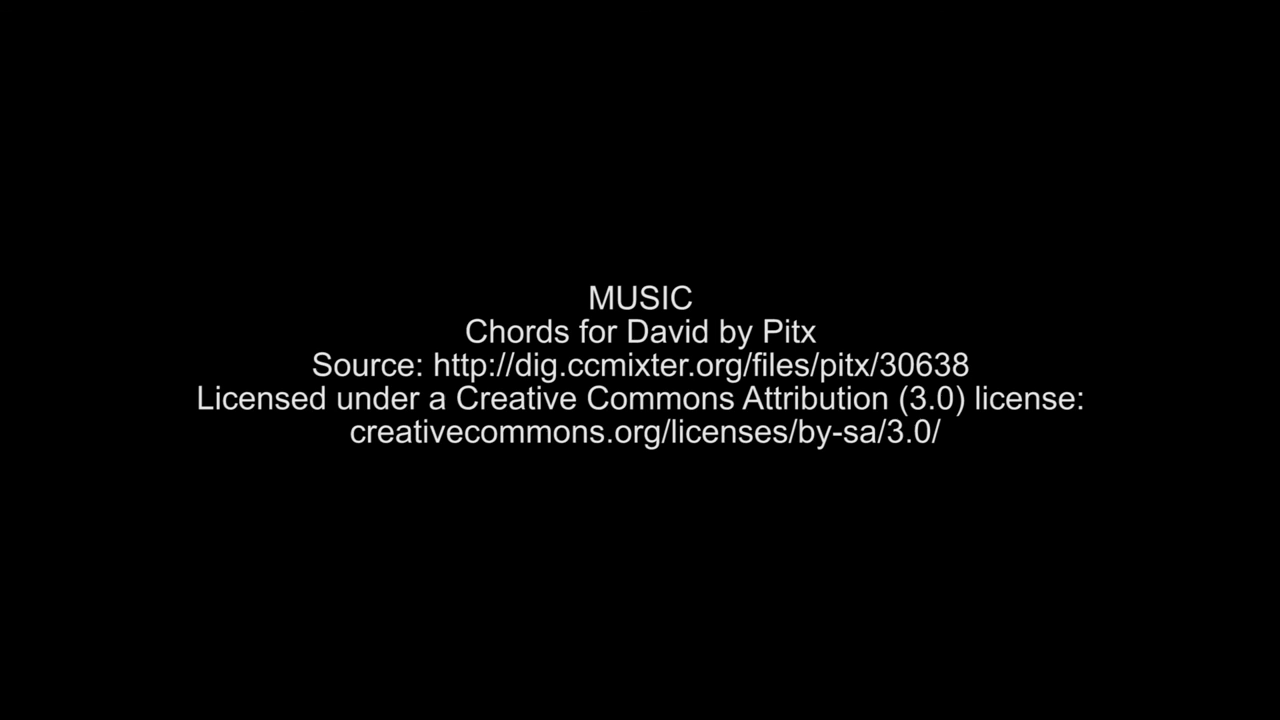 MUSIC
Chords for David by Pitx
Source: http://dig.ccmixter.org/files/pitx/30638
Licensed under a Creative Commons Attribution (3.0) license:
creativecommons.org/licenses/by-sa/3.0/